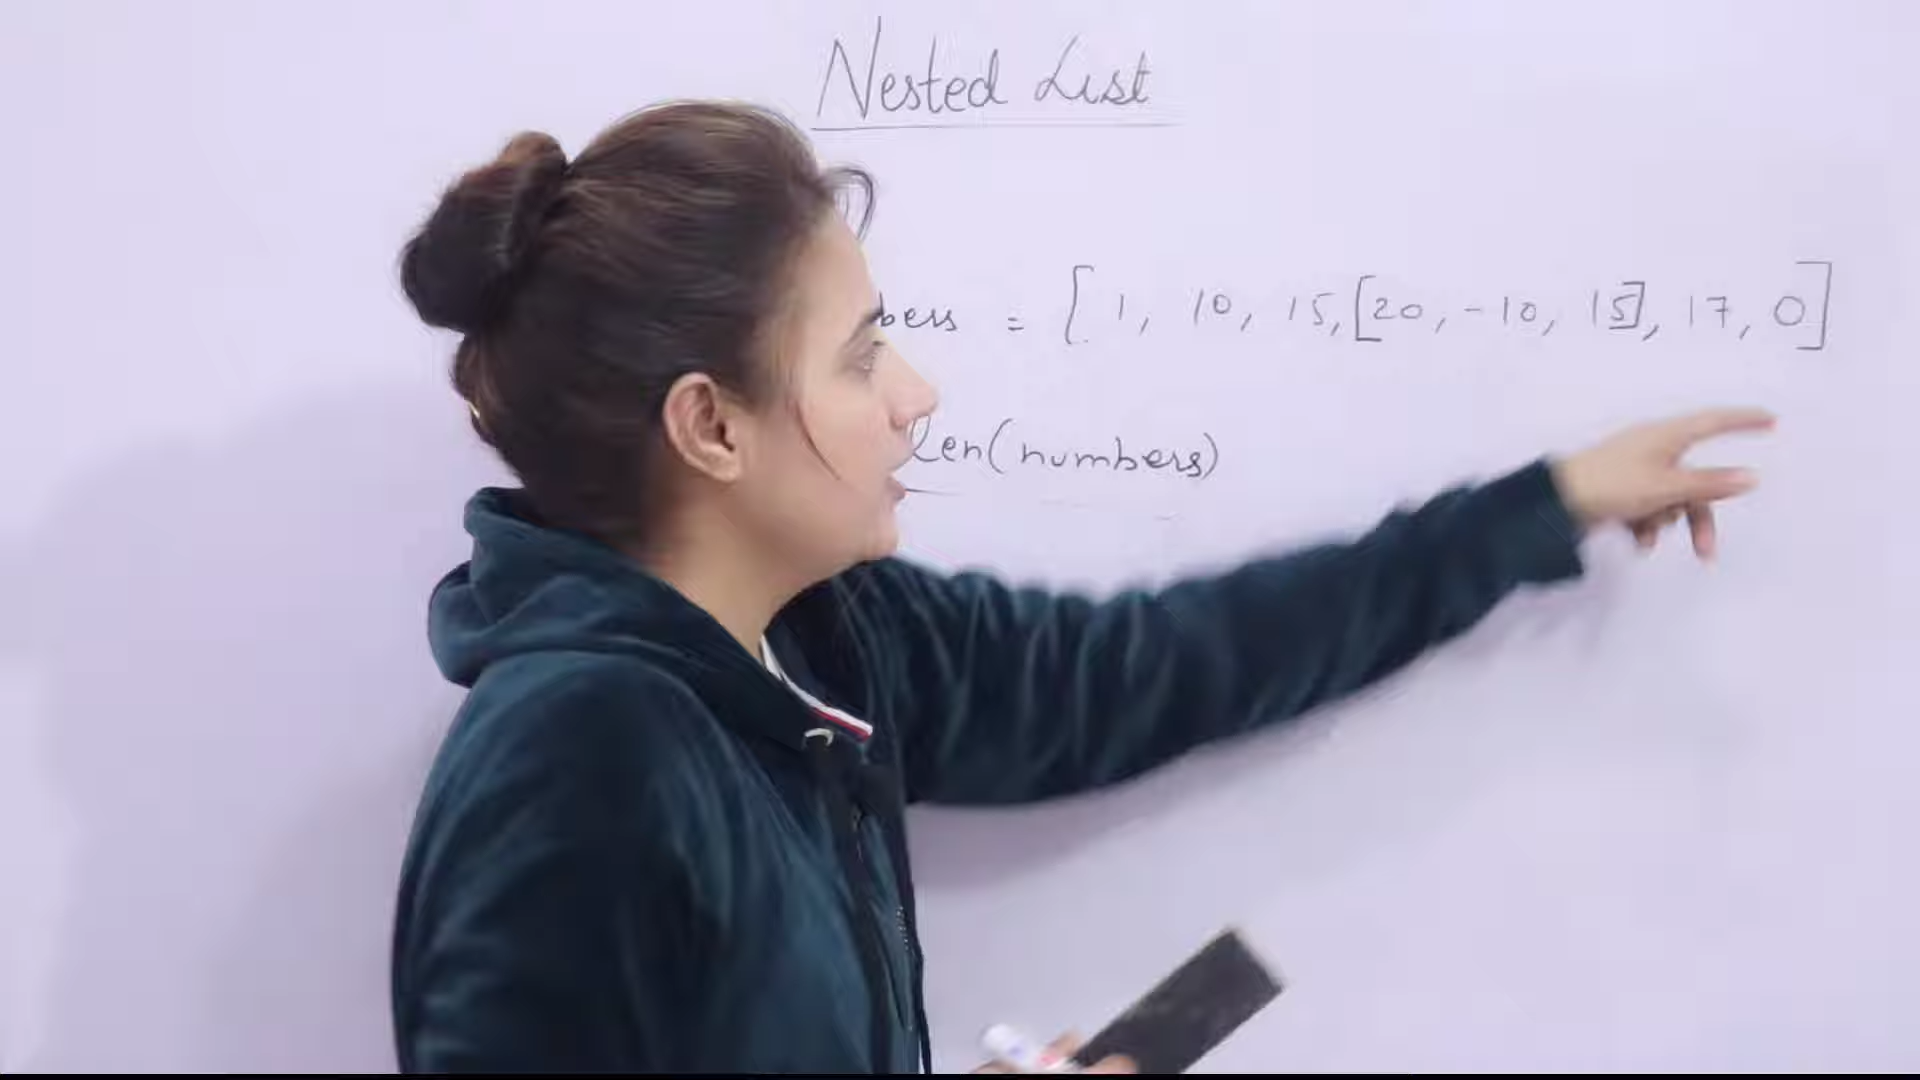 Nested List
bers = [1, 10, 15, [20, -10, 15], 17, 0]
len(numbers)